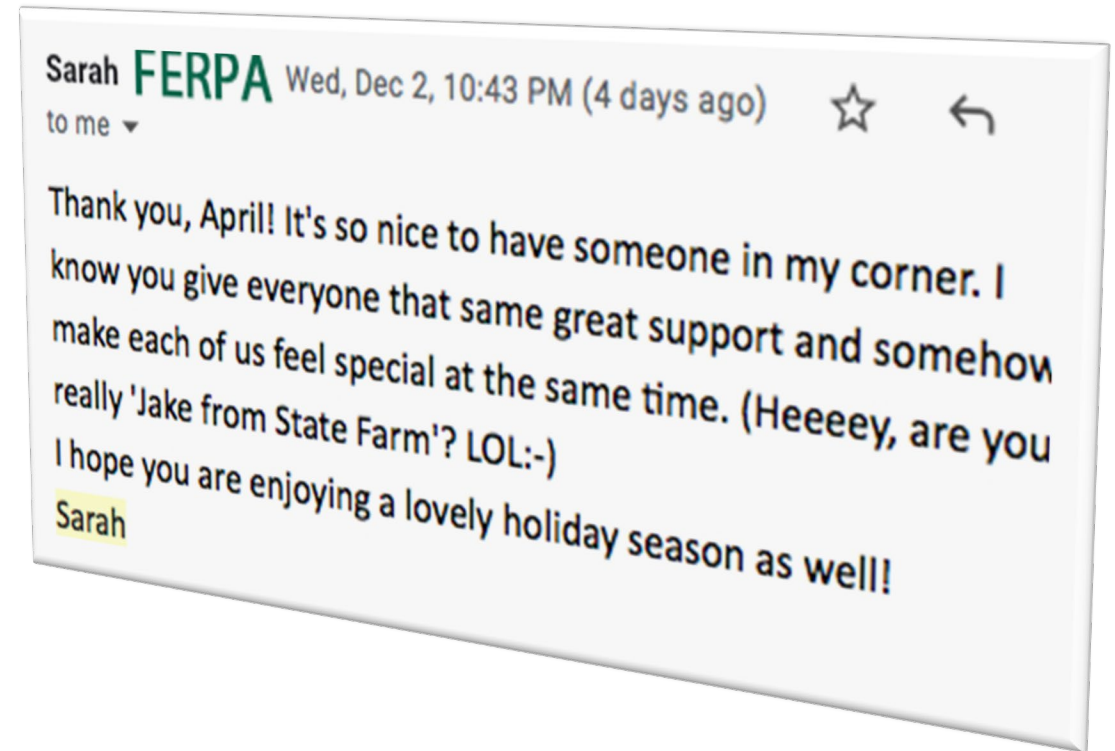 Sarah FERPA Wed, Dec 2, 10:43 PM (4 days ago)
to me
Thank you, April! It's so nice to have someone in my corner. I
know you give everyone that same great support and somehow
make each of us feel special at the same time. (Heeeey, are you
really 'Jake from State Farm'? LOL:-)
I hope you are enjoying a lovely holiday season as well!
Sarah